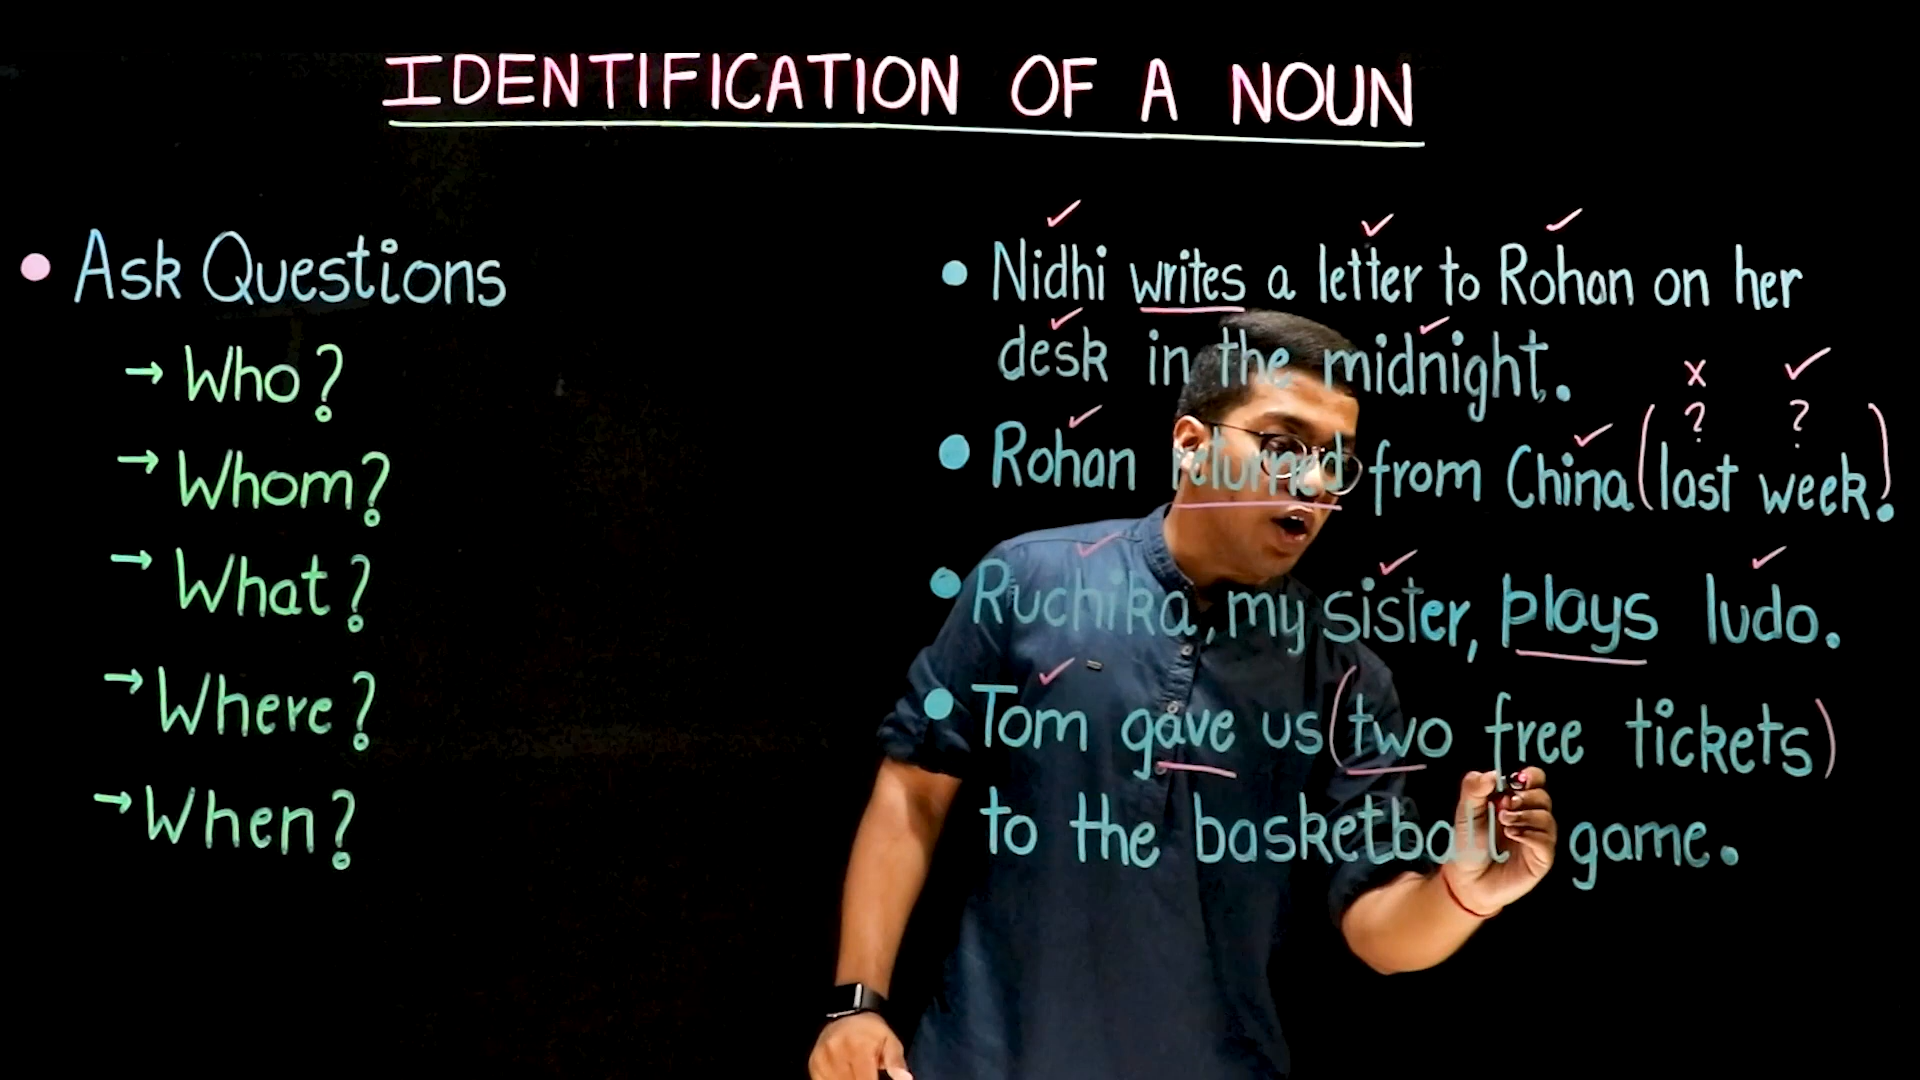 IDENTIFICATION OF A NOUN
• Ask Questions
→ Who?
→ Whom?
→ What?
→ Where?
→ When?
• Nidhi writes a letter to Rohan on her
desk in the midnight.
x ✓
? ?
• Rohan returned from China (last week.)
• Ruchika, my sister, plays ludo.
• Tom gave us (two free tickets)
to the basketball game.